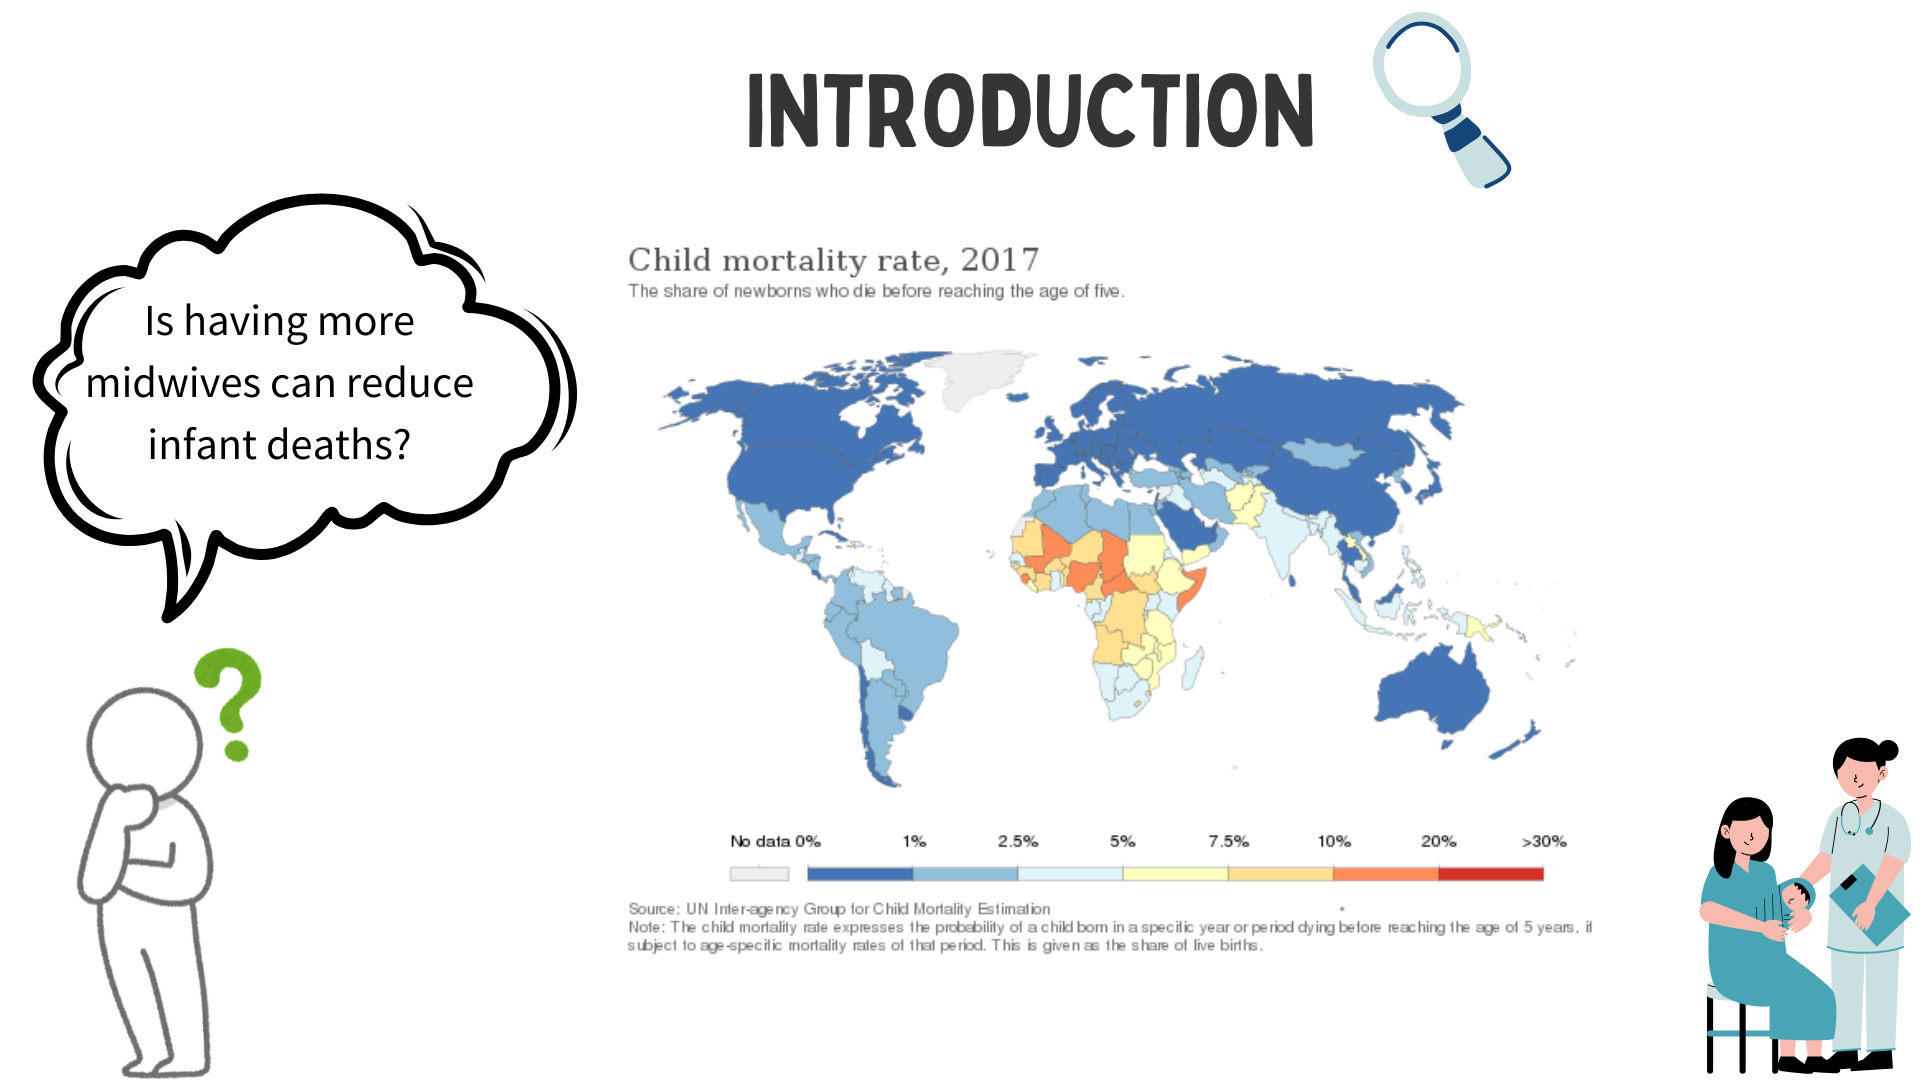 INTRODUCTION
Is having more
midwives can reduce
infant deaths?
?
Child mortality rate, 2017
The share of newborns who die before reaching the age of five.
No data 0% 1% 2.5% 5% 7.5% 10% 20% >30%
Source: UN Inter-agency Group for Child Mortality Estimation
Note: The child mortality rate expresses the probability of a child born in a specific year or period dying before reaching the age of 5 years, if
subject to age-specific mortality rates of that period. This is given as the share of live births.